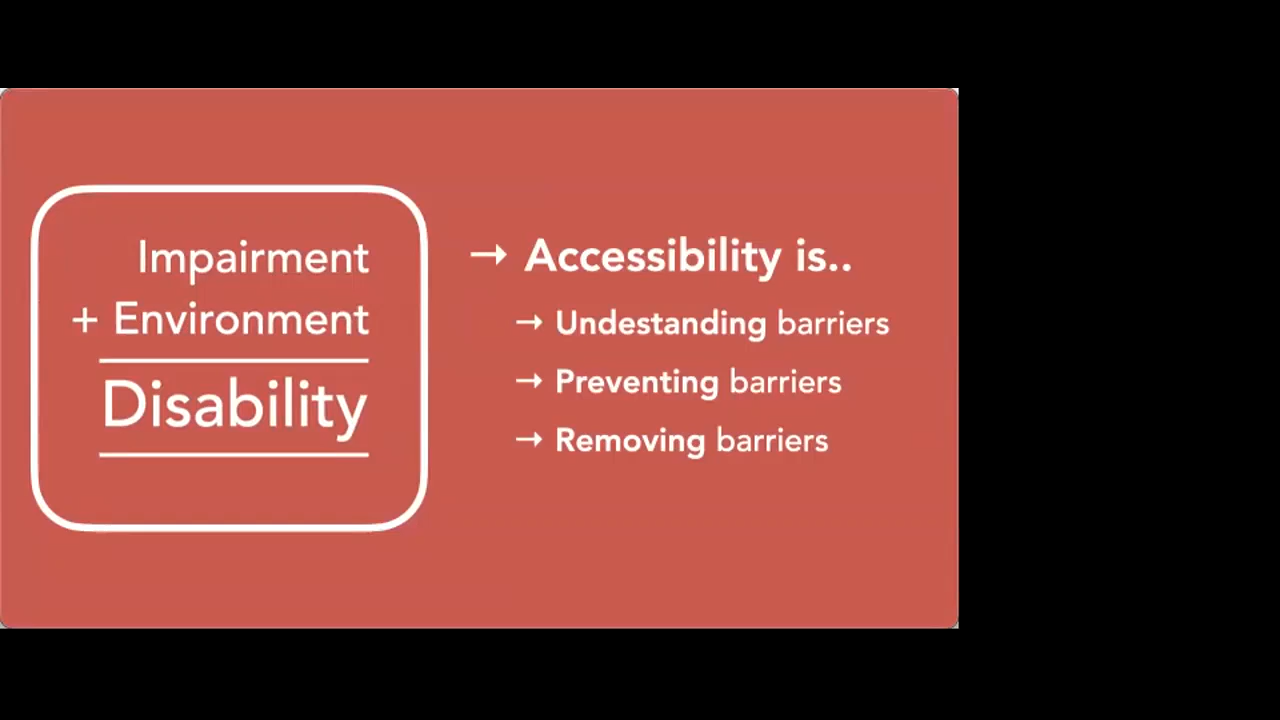 Impairment
+ Environment
Disability
→ Accessibility is..
→ Undestanding barriers
→ Preventing barriers
→ Removing barriers